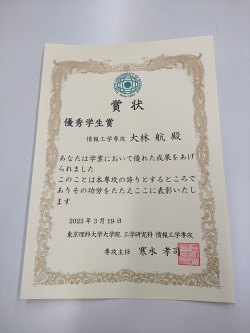 賞状
優秀学生賞
情報工学専攻 大林 航 殿
あなたは学業において優れた成果をあげ
られました
このことは本専攻の誇りとするところで
ありその功労をたたえここに表彰いたし
ます
2023年3月19日
東京理科大学大学院 工学研究科 情報工学専攻
専攻主任 寒水 孝司